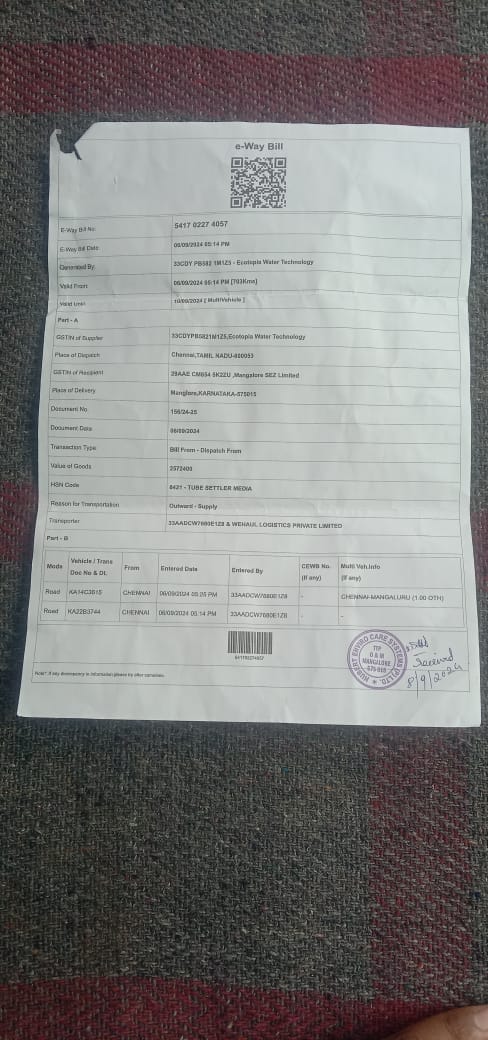 e-Way Bill
E-Way Bill No: 5417 0227 4057
E-Way Bill Date: 06/09/2024 05:14 PM
Generated By: 33CDY PB582 1M1Z5 - Ecotopia Water Technology
Valid From: 06/09/2024 05:14 PM [703Kms]
Valid Until: 10/09/2024 [ MultiVehicle ]
Part - A
GSTIN of Supplier 33CDYPB5821M1Z5,Ecotopia Water Technology
Place of Dispatch Chennai,TAMIL NADU-600053
GSTIN of Recipient 29AAE CM654 5K2ZU ,Mangalore SEZ Limited
Place of Delivery Manglore,KARNATAKA-575015
Document No. 156/24-25
Document Date 06/09/2024
Transaction Type Bill From - Dispatch From
Value of Goods 2572400
HSN Code 8421 - TUBE SETTLER MEDIA
Reason for Transportation Outward - Supply
Transporter 33AADCW7680E1Z8 & WEHAUL LOGISTICS PRIVATE LIMITED
Part - B
Mode Vehicle / Trans Doc No & Dt. From Entered Date Entered By CEWB No. (If any) Multi Veh.Info (If any)
Road KA14C3615 CHENNAI 06/09/2024 05:25 PM 33AADCW7680E1Z8 - CHENNAI-MANGALURU (1.00 OTH)
Road KA22B3744 CHENNAI 06/09/2024 05:14 PM 33AADCW7680E1Z8 - -
541702274057
HUBERT ENVIRO CARE SYSTEMS (P) LTD.
TTP
O & M
MANGALORE
Received
8/9/2024
Note*: If any discrepancy in information please try after sometime.